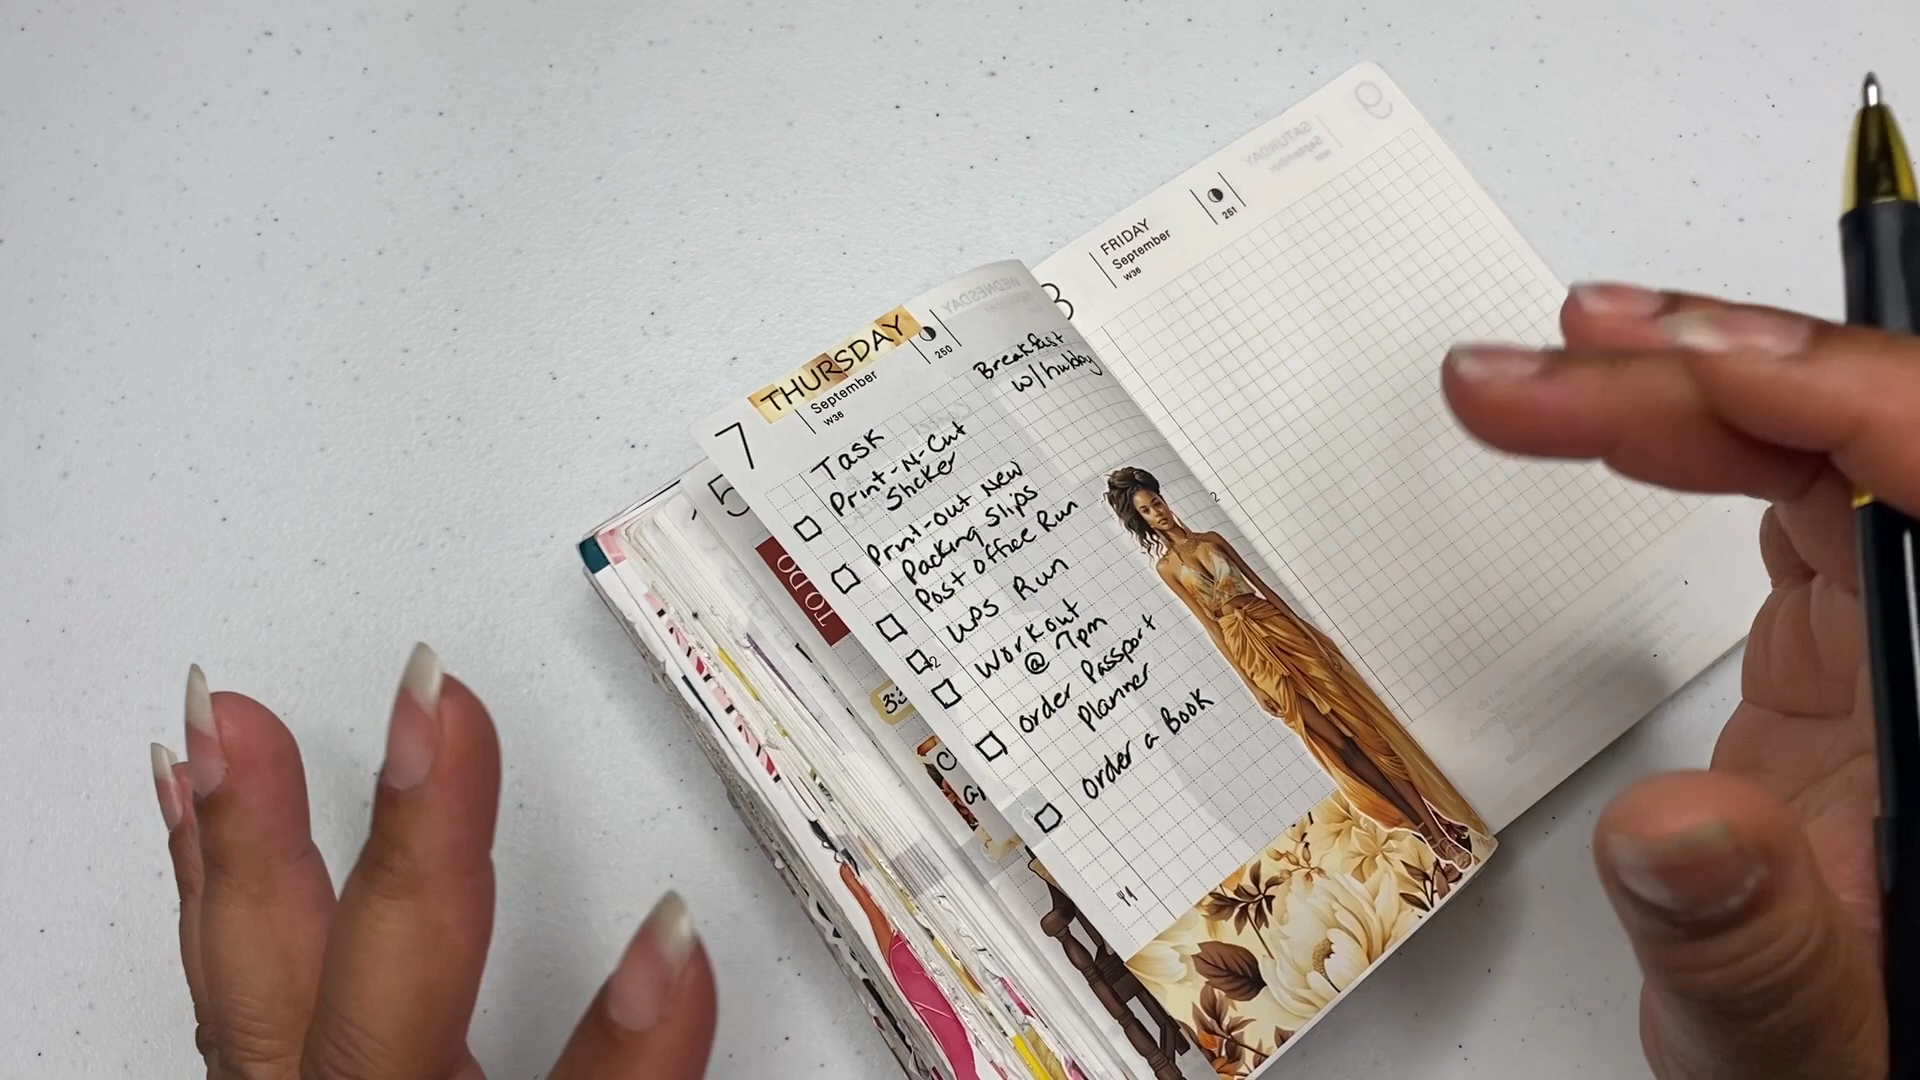 7
THURSDAY
September
W36
250
Breakfast
w/hubby
Task
Print-N-Cut
Sticker
Print-out New
Packing Slips
Post office Run
UPS Run
Workout
@ 7pm
order Passport
Planner
order a Book
5
TO DO
FRIDAY
September
W36
251
9
SATURDAY
September
WEDNESDAY